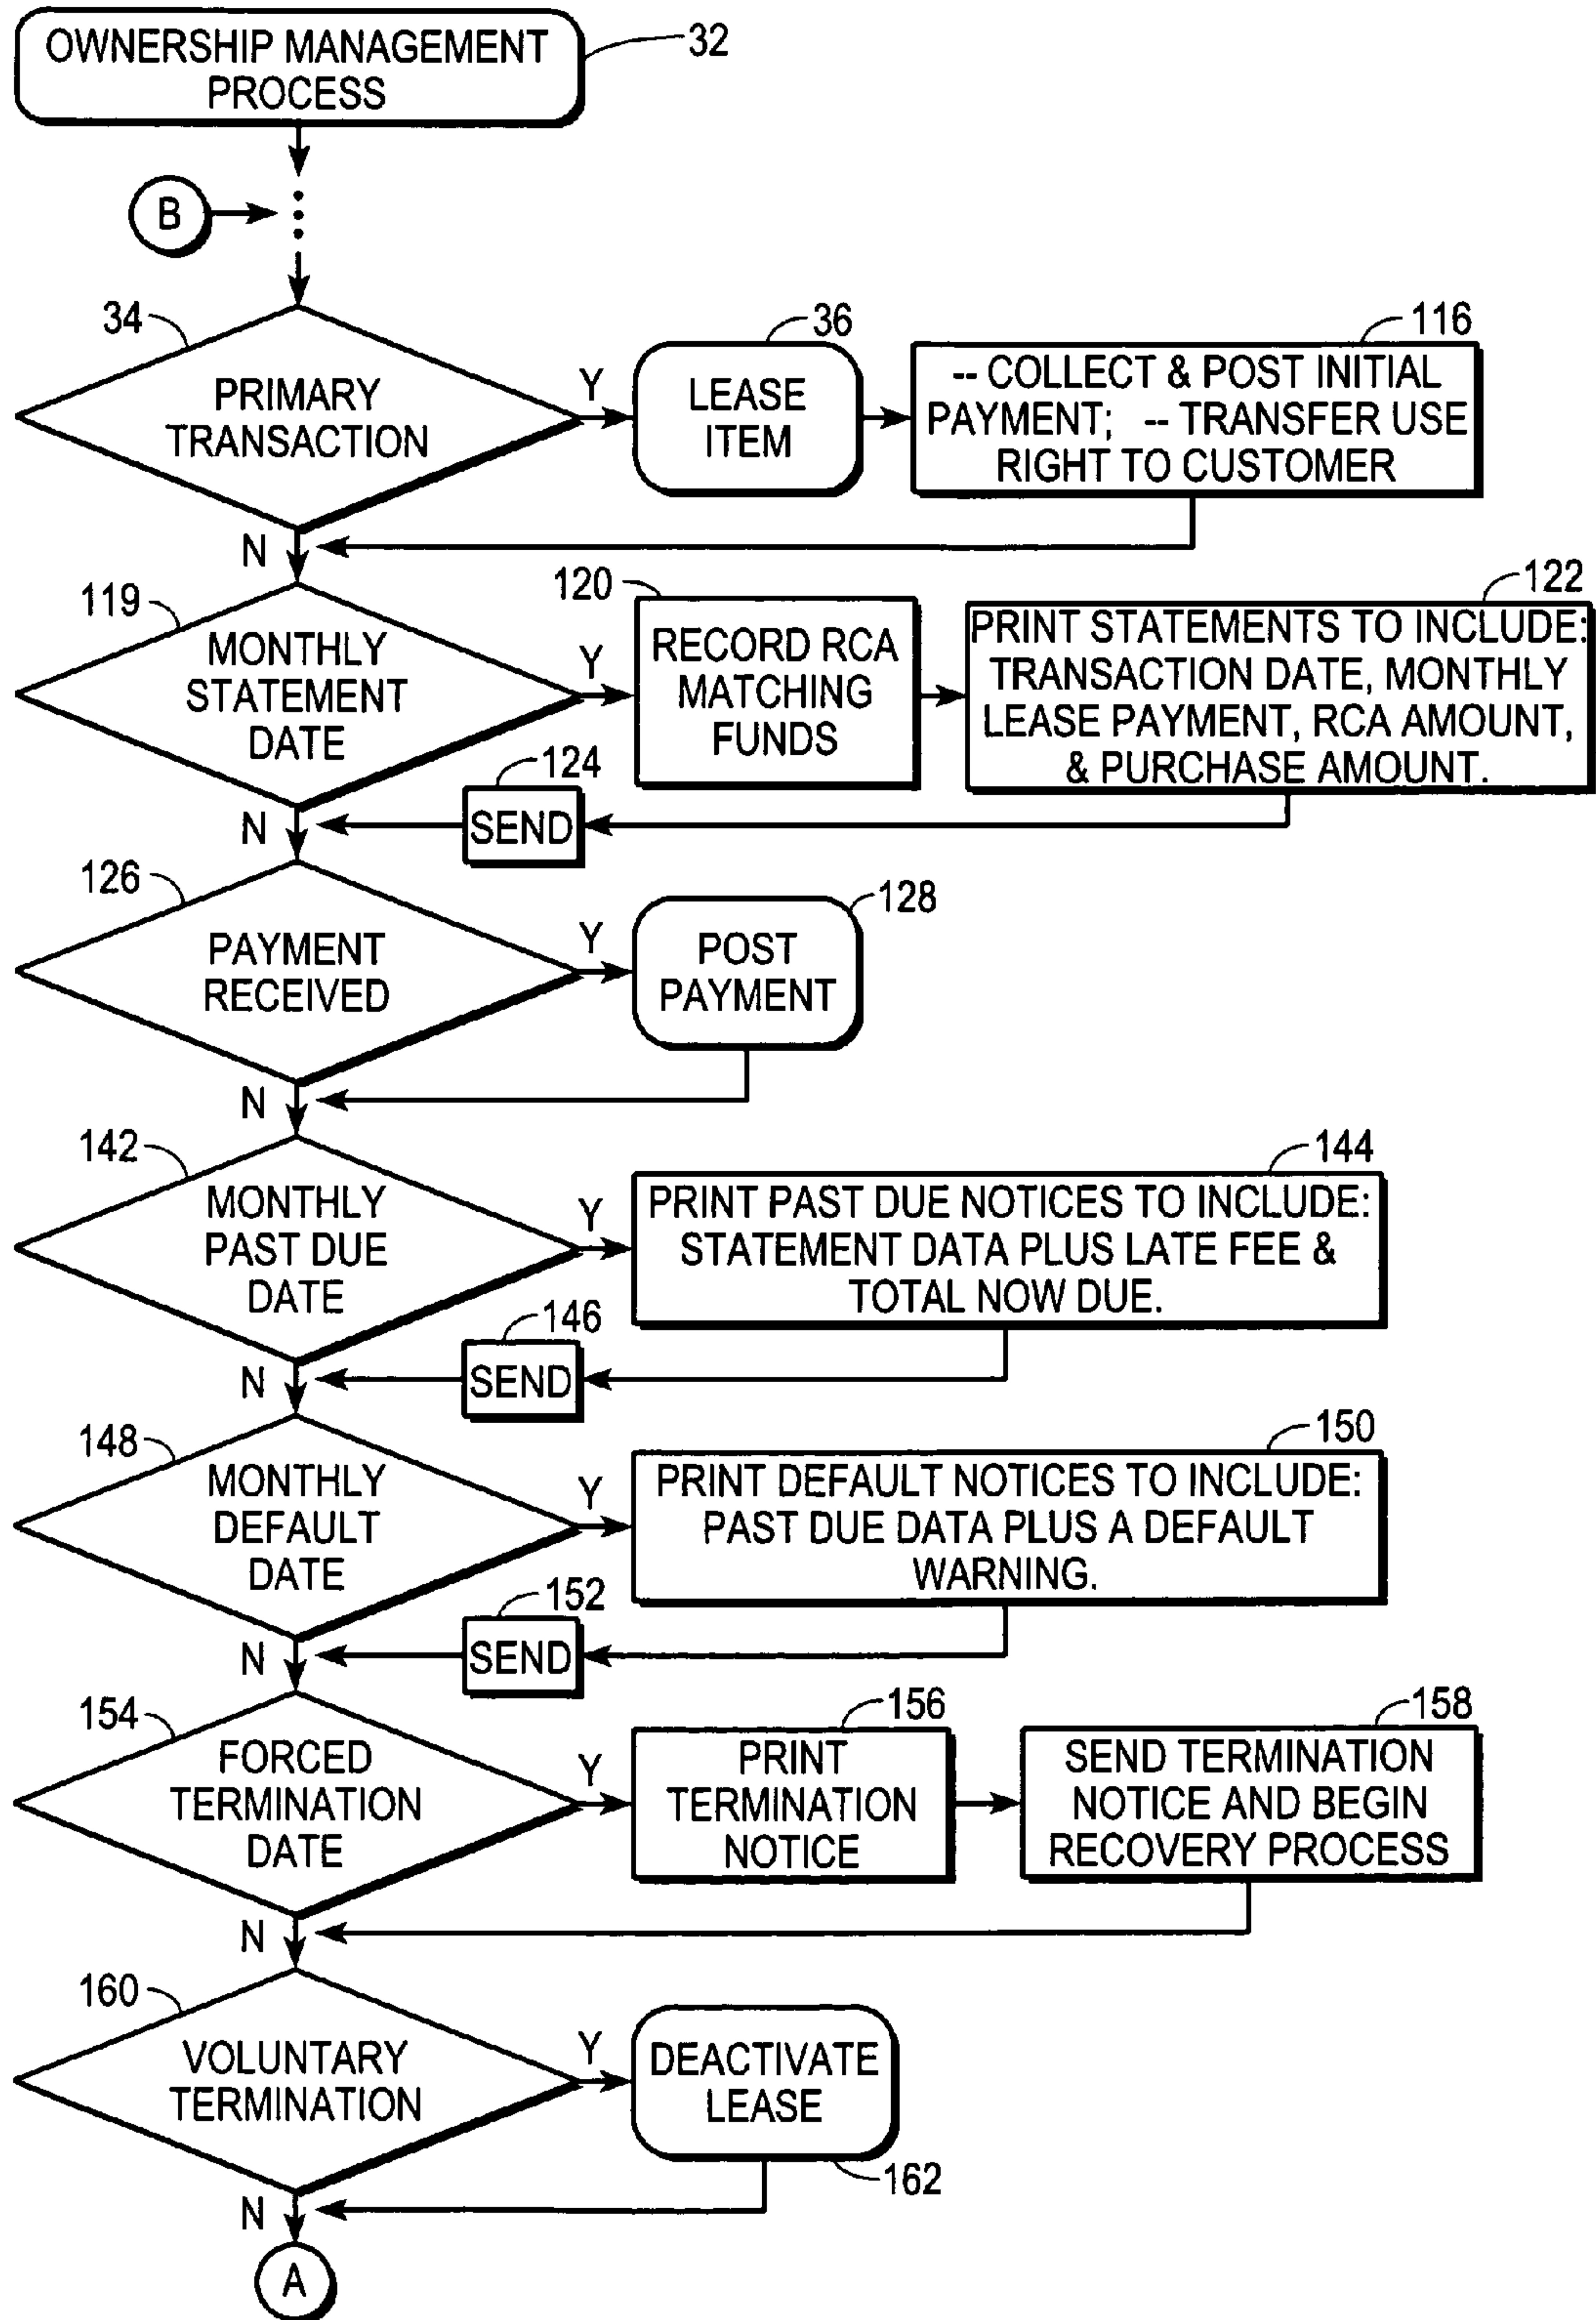 OWNERSHIP MANAGEMENT
PROCESS
32
B
34
PRIMARY
TRANSACTION
Y
36
LEASE
ITEM
116
-- COLLECT & POST INITIAL
PAYMENT; -- TRANSFER USE
RIGHT TO CUSTOMER
N
119
MONTHLY
STATEMENT
DATE
Y
120
RECORD RCA
MATCHING
FUNDS
122
PRINT STATEMENTS TO INCLUDE:
TRANSACTION DATE, MONTHLY
LEASE PAYMENT, RCA AMOUNT,
& PURCHASE AMOUNT.
124
SEND
N
126
PAYMENT
RECEIVED
Y
128
POST
PAYMENT
N
142
MONTHLY
PAST DUE
DATE
Y
144
PRINT PAST DUE NOTICES TO INCLUDE:
STATEMENT DATA PLUS LATE FEE &
TOTAL NOW DUE.
146
SEND
N
148
MONTHLY
DEFAULT
DATE
Y
150
PRINT DEFAULT NOTICES TO INCLUDE:
PAST DUE DATA PLUS A DEFAULT
WARNING.
152
SEND
N
154
FORCED
TERMINATION
DATE
Y
156
PRINT
TERMINATION
NOTICE
158
SEND TERMINATION
NOTICE AND BEGIN
RECOVERY PROCESS
N
160
VOLUNTARY
TERMINATION
Y
DEACTIVATE
LEASE
162
N
A